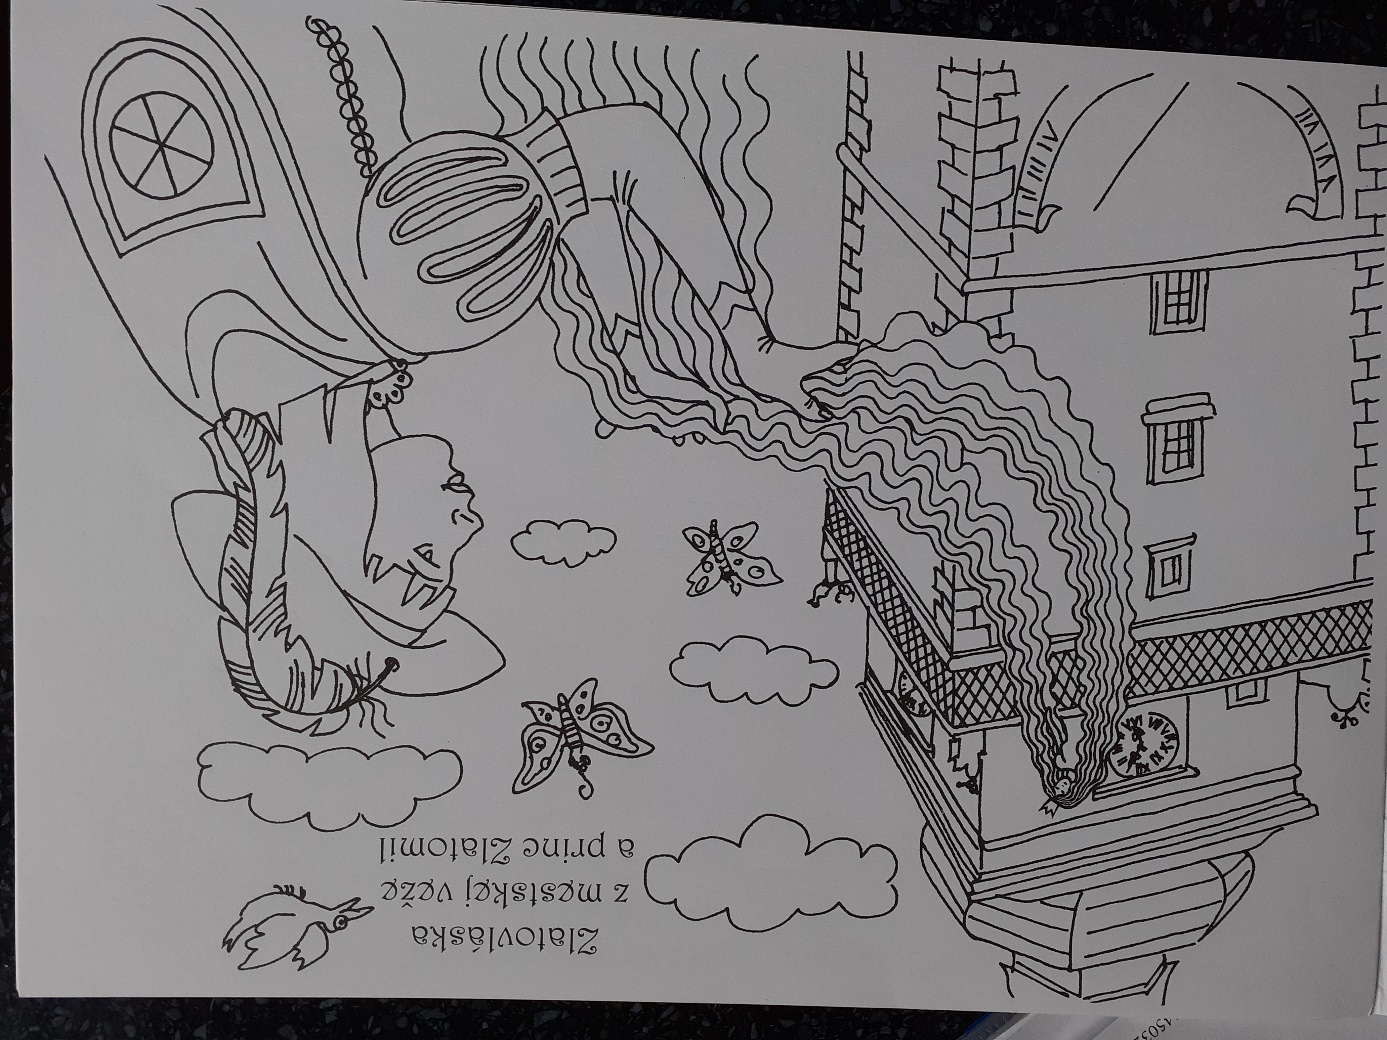 Zlatovláska
z mestskej veže
a princ Zlatomil